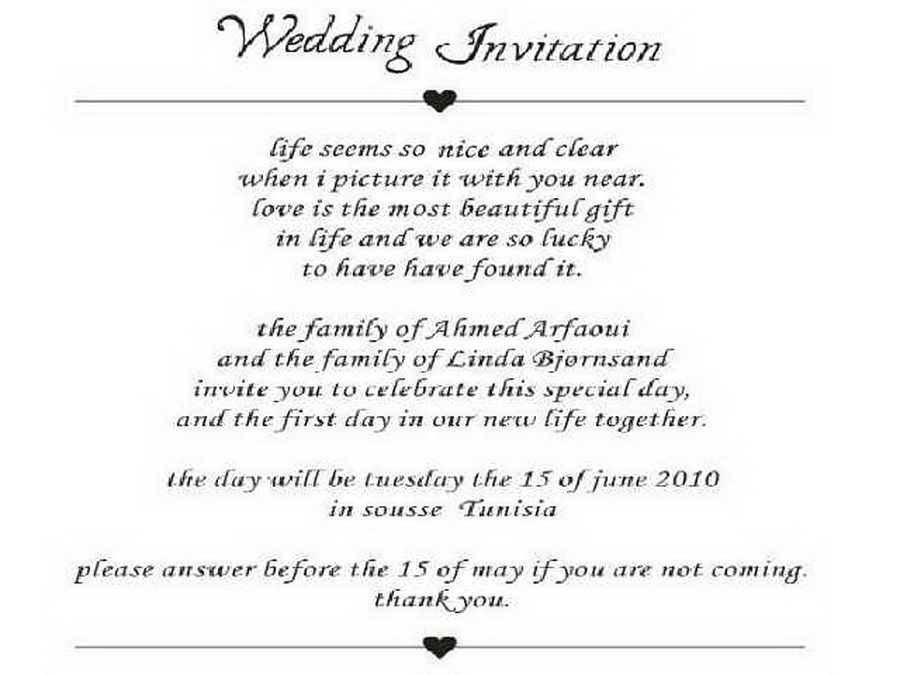 Wedding Invitation
life seems so nice and clear
when i picture it with you near.
love is the most beautiful gift
in life and we are so lucky
to have have found it.
the family of Ahmed Arfaoui
and the family of Linda Bjørnsand
invite you to celebrate this special day,
and the first day in our new life together.
the day will be tuesday the 15 of june 2010
in sousse Tunisia
please answer before the 15 of may if you are not coming.
thank you.